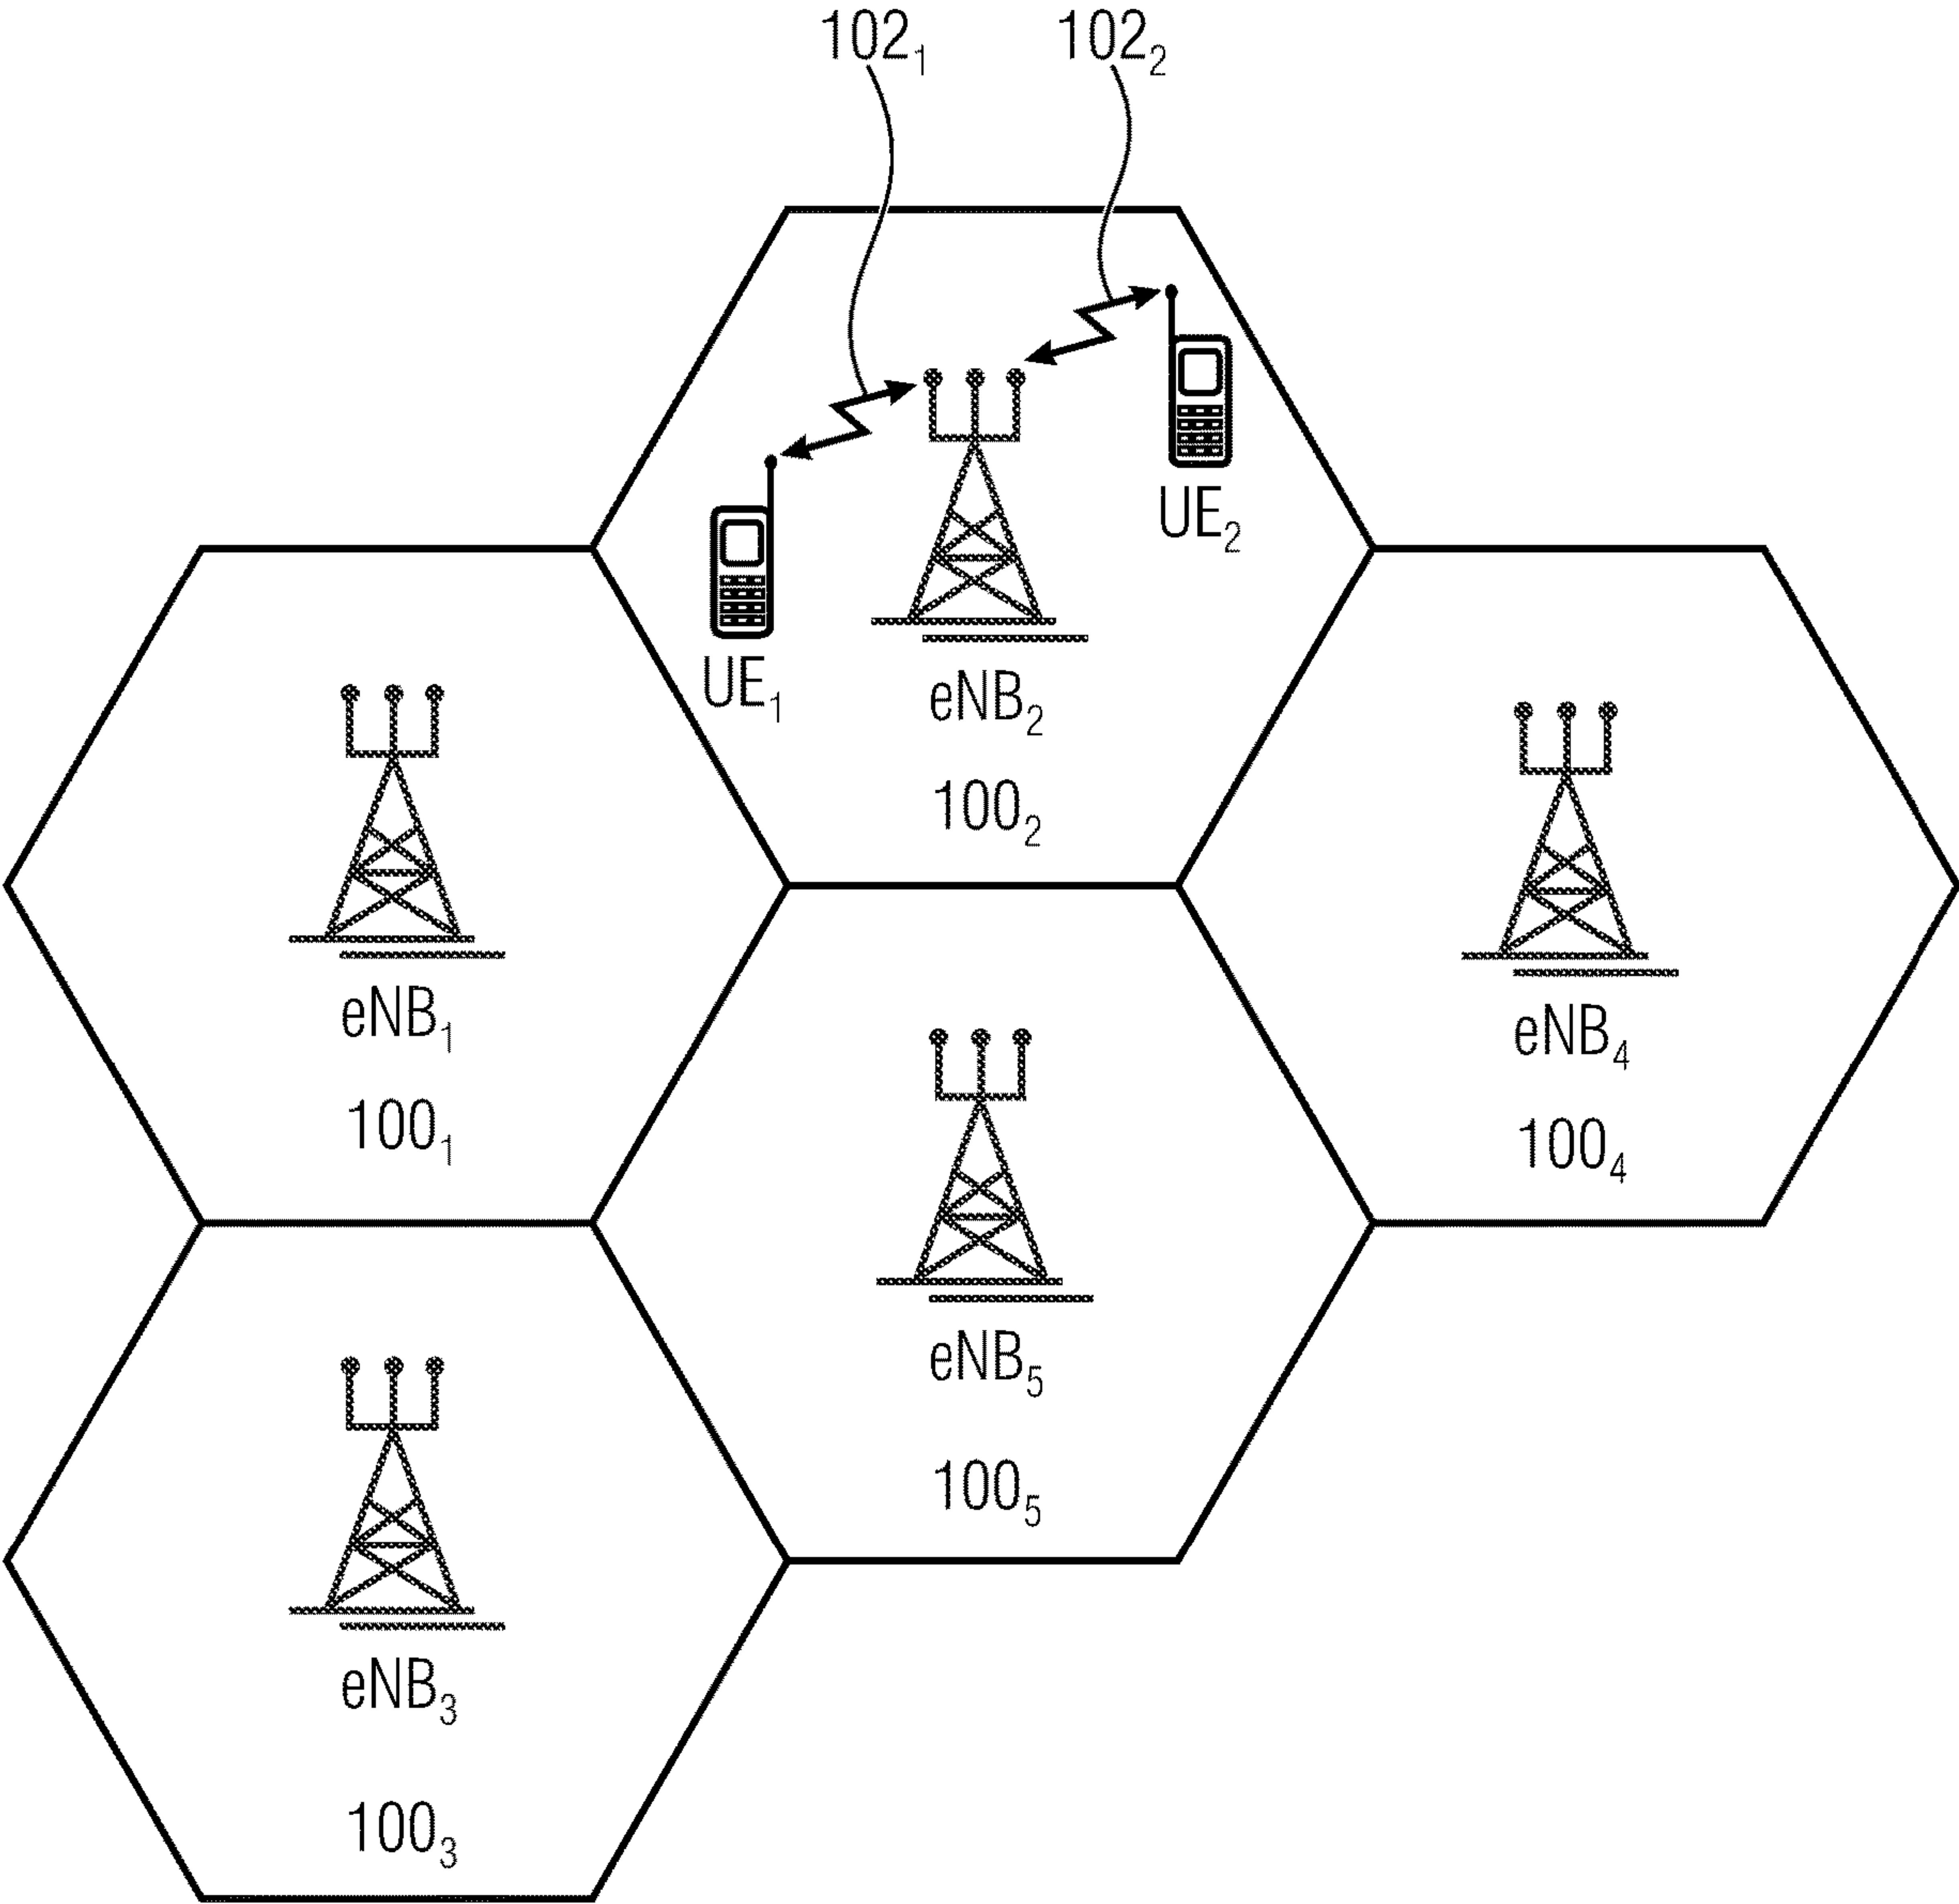 102₁ 102₂
UE₂
UE₁
eNB₂
100₂
eNB₁
100₁
eNB₄
100₄
eNB₅
100₅
eNB₃
100₃